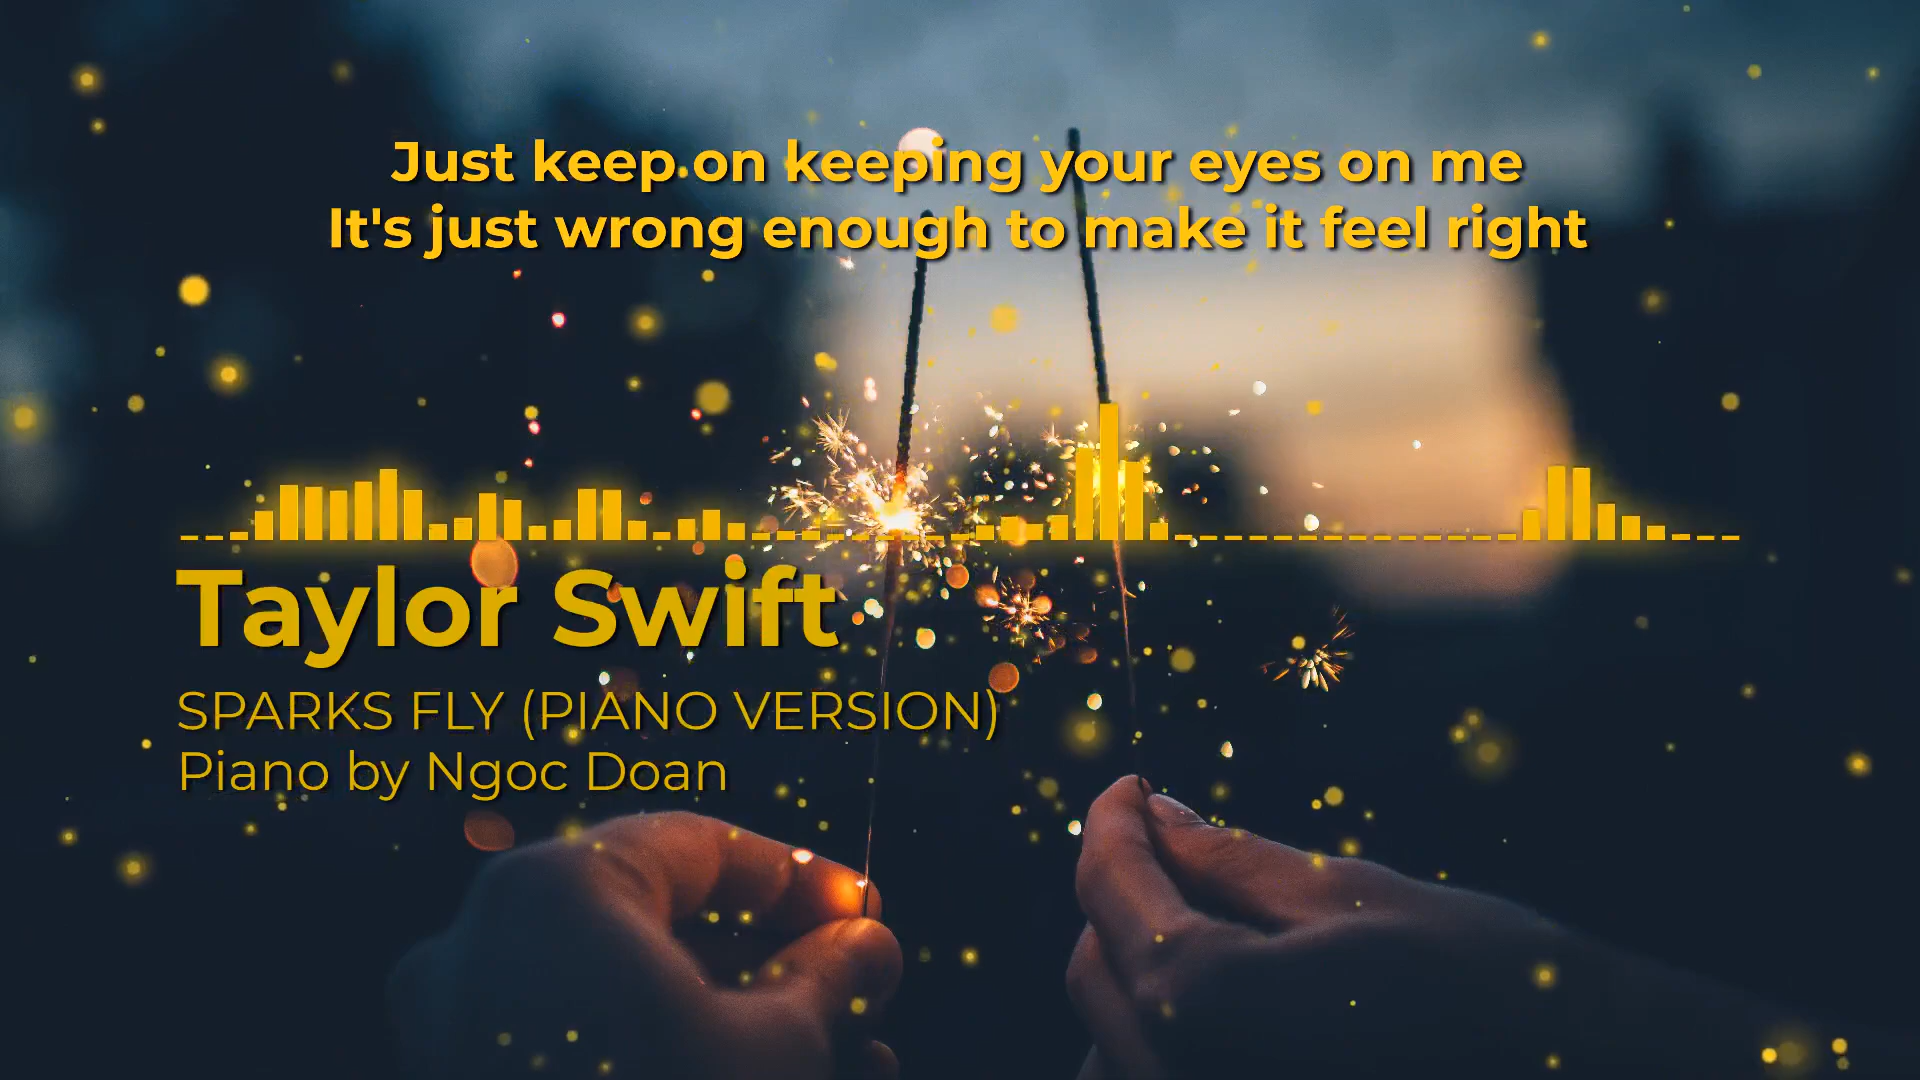 Just keep on keeping your eyes on me
It's just wrong enough to make it feel right
Taylor Swift
SPARKS FLY (PIANO VERSION)
Piano by Ngoc Doan